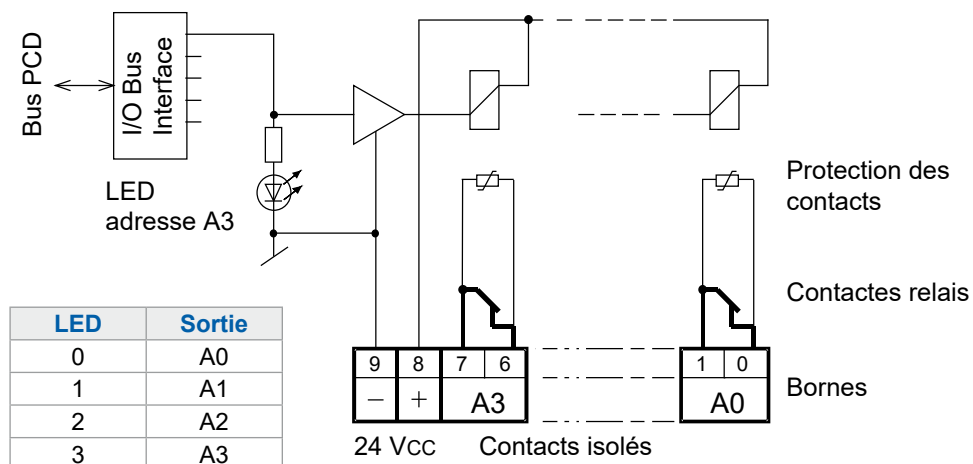 Bus PCD
I/O Bus
Interface
LED
adresse A3
Protection des
contacts
Contactes relais
LED Sortie
0 A0
1 A1
2 A2
3 A3
9 8 7 6
1 0
− + A3
A0
Bornes
24 VCC
Contacts isolés